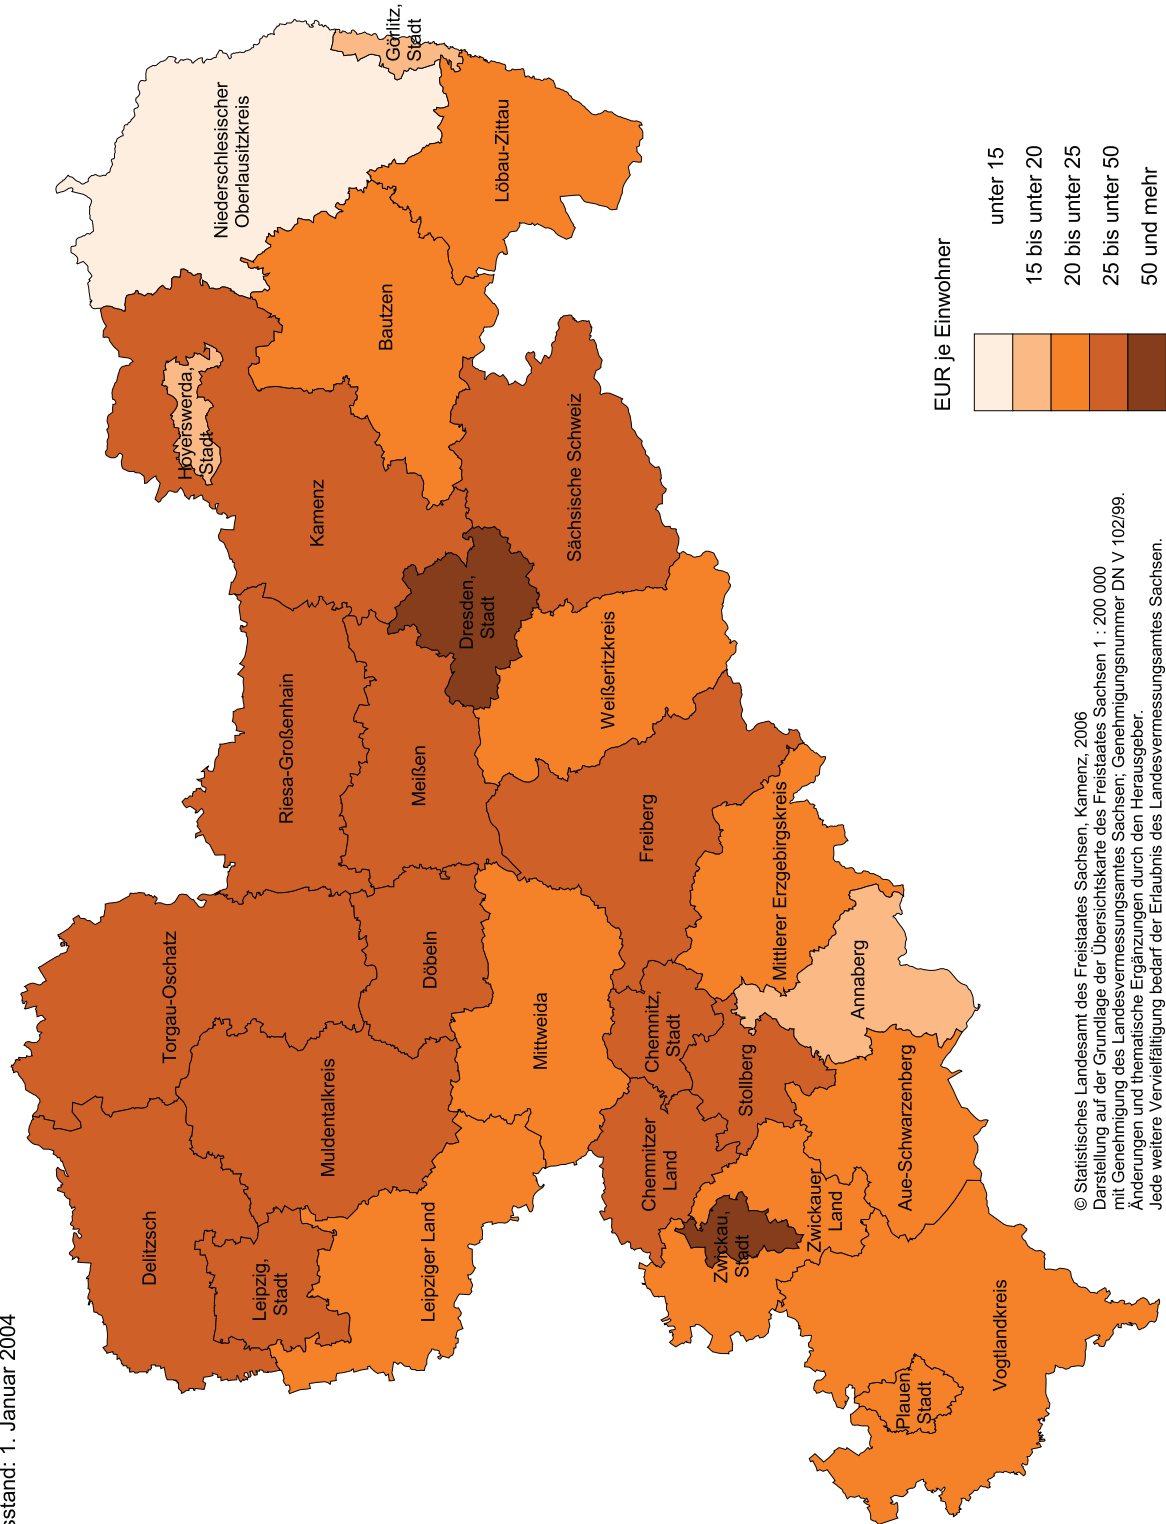 sstand: 1. Januar 2004
Delitzsch
Torgau-Oschatz
Leipzig,
Stadt
Muldentalkreis
Leipziger Land
Döbeln
Riesa-Großenhain
Meißen
Kamenz
Hoyerswerda,
Stadt
Niederschlesischer
Oberlausitzkreis
Görlitz,
Stadt
Bautzen
Löbau-Zittau
Dresden,
Stadt
Sächsische Schweiz
Weißeritzkreis
Mittweida
Freiberg
Chemnitz,
Stadt
Chemnitzer
Land
Stollberg
Mittlerer Erzgebirgskreis
Annaberg
Zwickau,
Stadt
Zwickauer
Land
Aue-Schwarzenberg
Plauen,
Stadt
Vogtlandkreis
EUR je Einwohner
unter 15
15 bis unter 20
20 bis unter 25
25 bis unter 50
50 und mehr
© Statistisches Landesamt des Freistaates Sachsen, Kamenz, 2006
Darstellung auf der Grundlage der Übersichtskarte des Freistaates Sachsen 1 : 200 000
mit Genehmigung des Landesvermessungsamtes Sachsen; Genehmigungsnummer DN V 102/99.
Änderungen und thematische Ergänzungen durch den Herausgeber.
Jede weitere Vervielfältigung bedarf der Erlaubnis des Landesvermessungsamtes Sachsen.